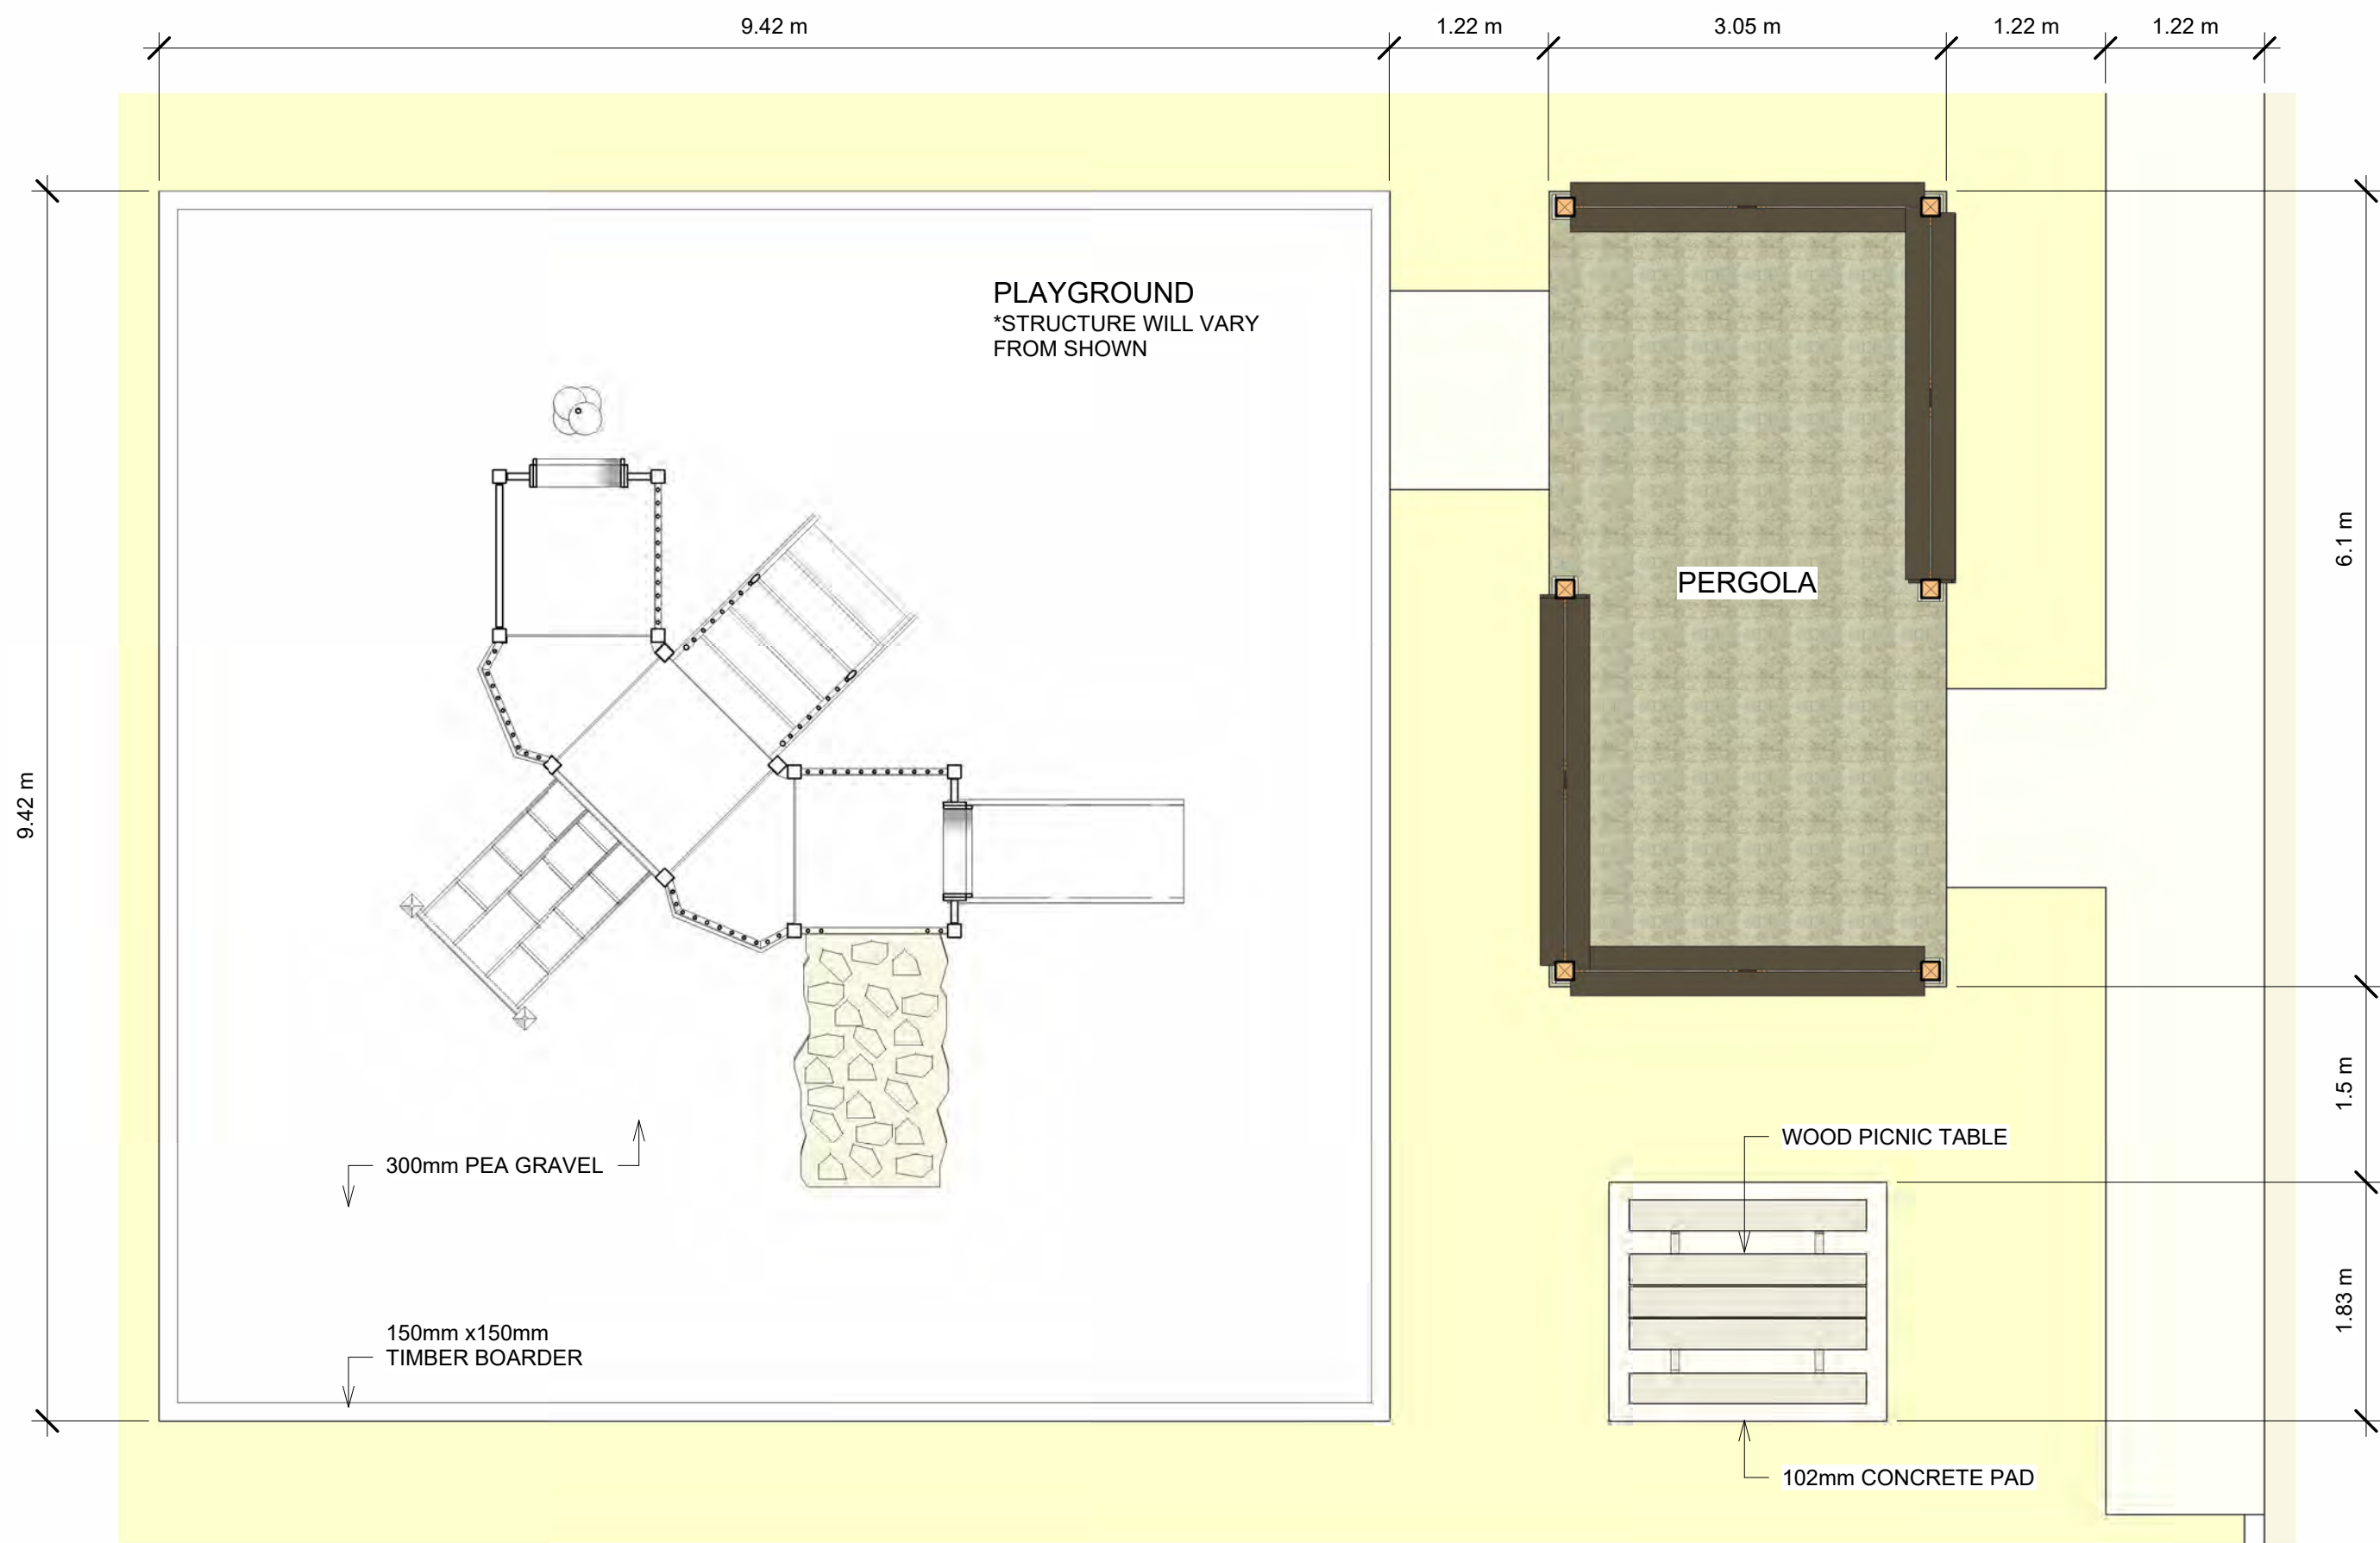 9.42 m
1.22 m
3.05 m
1.22 m
1.22 m
PLAYGROUND
*STRUCTURE WILL VARY
FROM SHOWN
6.1 m
PERGOLA
9.42 m
1.5 m
WOOD PICNIC TABLE
300mm PEA GRAVEL
1.83 m
150mm x150mm
TIMBER BOARDER
102mm CONCRETE PAD